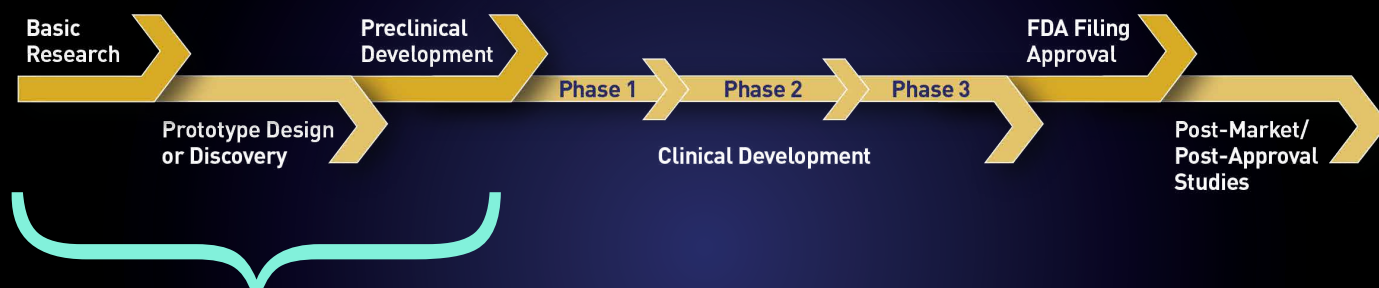 Basic
Research
Prototype Design
or Discovery
Preclinical
Development
Phase 1
Phase 2
Phase 3
Clinical Development
FDA Filing
Approval
Post-Market/
Post-Approval
Studies